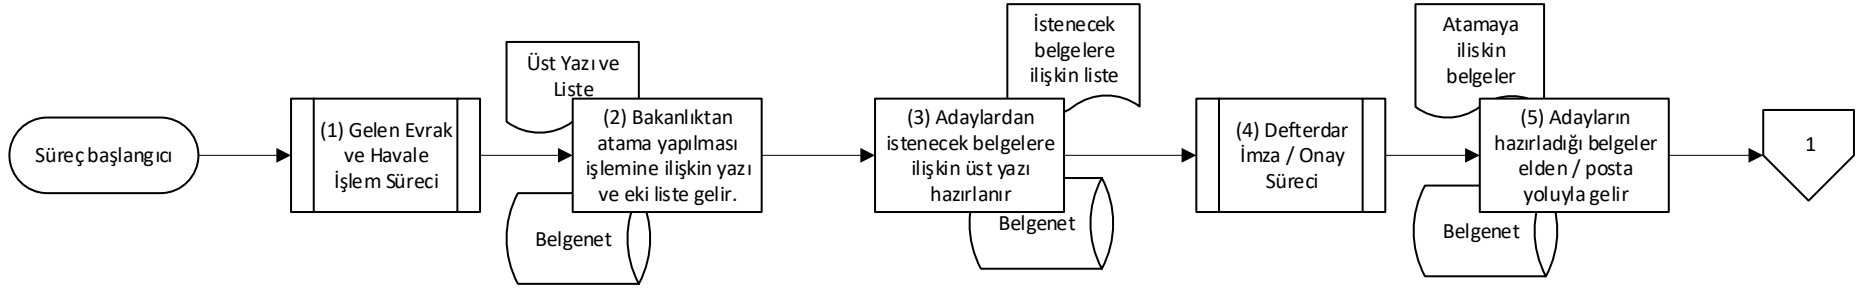 Süreç başlangıcı
(1) Gelen Evrak
ve Havale
İşlem Süreci
Üst Yazı ve
Liste
(2) Bakanlıktan
atama yapılması
işlemine ilişkin yazı
ve eki liste gelir.
Belgenet
İstenecek
belgelere
ilişkin liste
(3) Adaylardan
istenecek belgelere
ilişkin üst yazı
hazırlanır
Belgenet
(4) Defterdar
İmza / Onay
Süreci
Atamaya
iliskin
belgeler
(5) Adayların
hazırladığı belgeler
elden / posta
yoluyla gelir
Belgenet
1